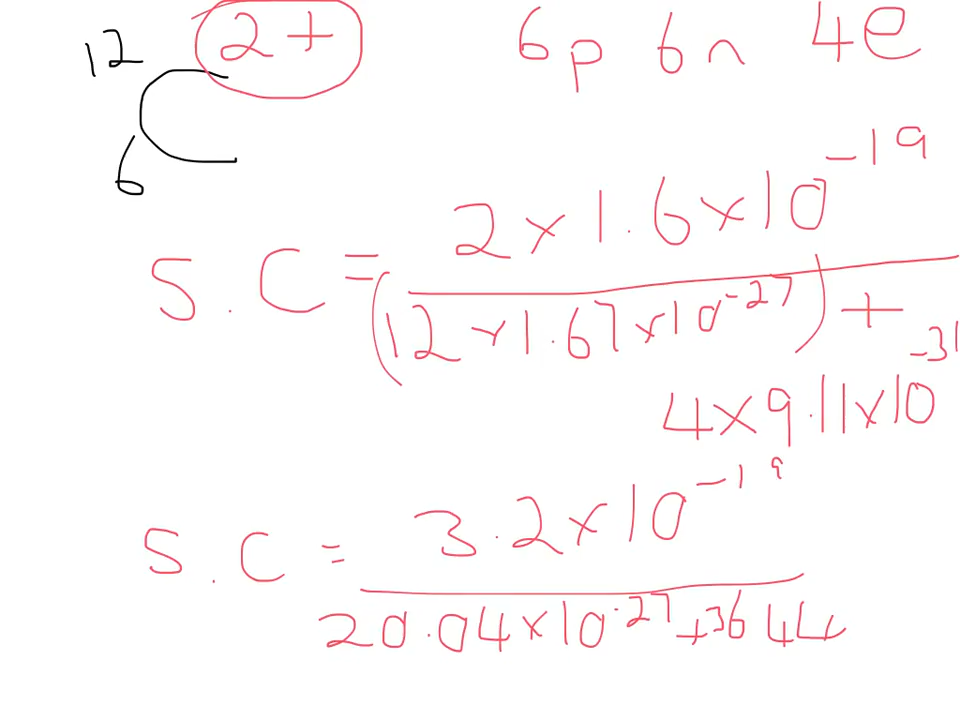 12 2+ 6p 6n 4e
C
6
S.C = 2×1.6×10^-19
(12×1.67×10^-27) +
4×9.11×10^-31
S.C = 3.2×10^-19
20.04×10^-27+3644